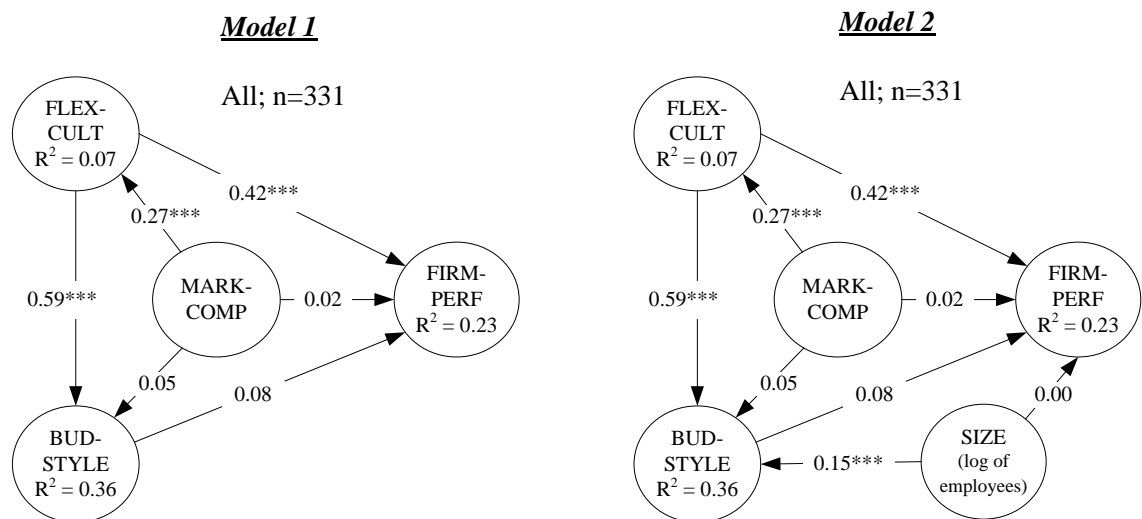 Model 1
All; n=331
FLEX-
CULT
R² = 0.07
0.42***
0.27***
0.59***
MARK-
COMP
0.02
FIRM-
PERF
R² = 0.23
0.05
0.08
BUD-
STYLE
R² = 0.36
Model 2
All; n=331
FLEX-
CULT
R² = 0.07
0.42***
0.27***
0.59***
MARK-
COMP
0.02
FIRM-
PERF
R² = 0.23
0.05
0.08
0.00
BUD-
STYLE
R² = 0.36
0.15***
SIZE
(log of
employees)